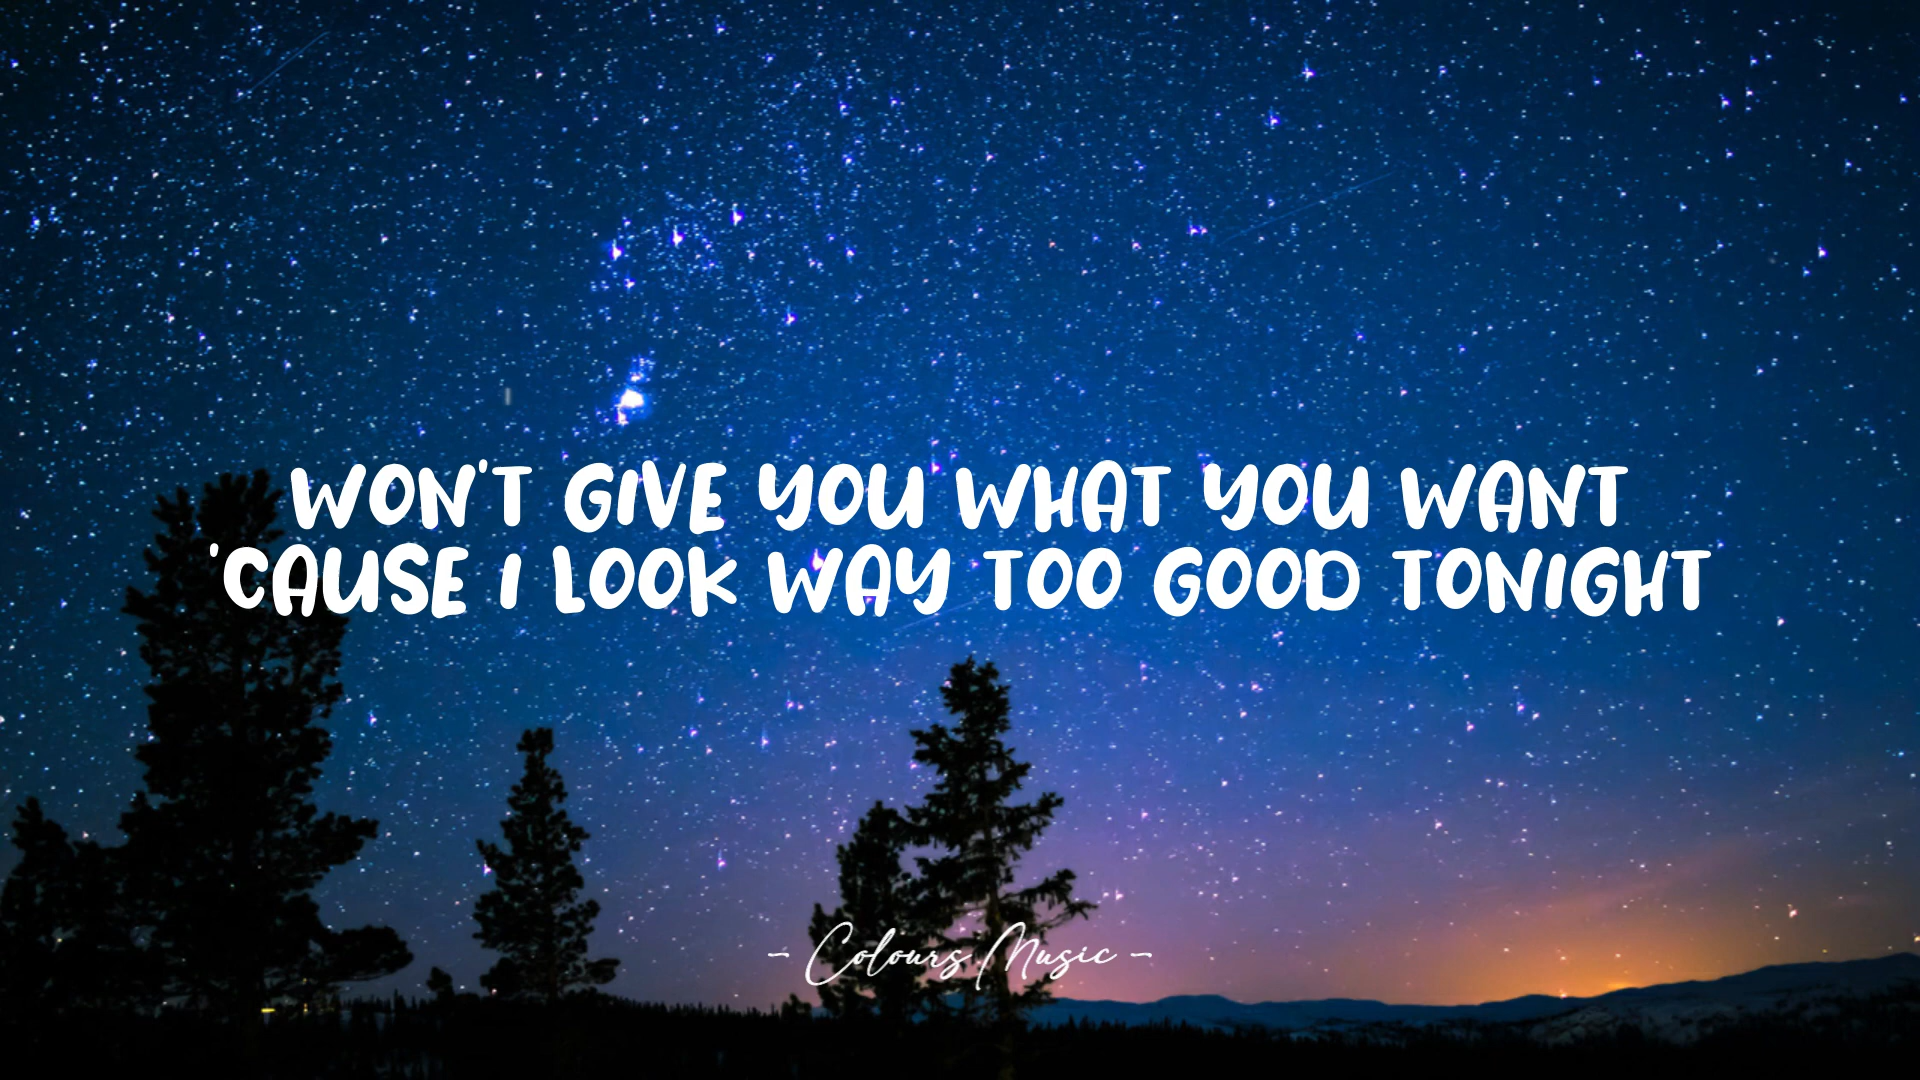 WON'T GIVE YOU WHAT YOU WANT
'CAUSE I LOOK WAY TOO GOOD TONIGHT
- Colours Music -